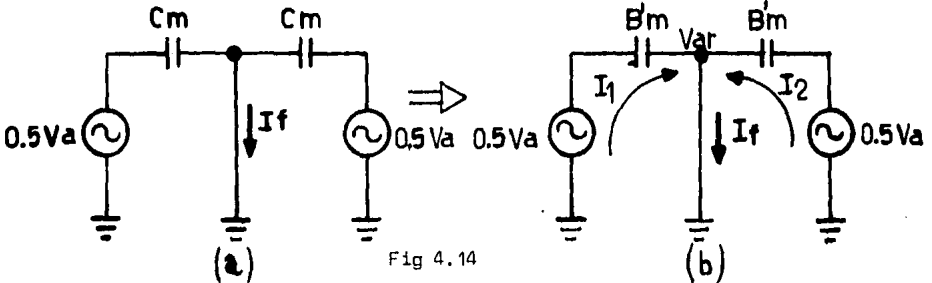 Cm Cm
0.5Va
If
0.5Va
(a)
B'm B'm
Var
I1 I2
0.5Va
If
0.5Va
(b)
Fig 4.14